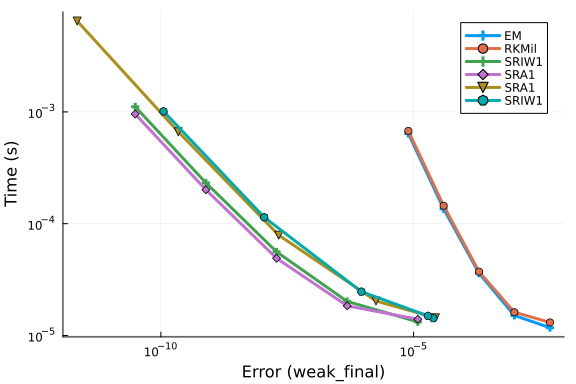 EM
RKMil
SRIW1
SRA1
SRA1
SRIW1
Time (s)
10⁻³
10⁻⁴
10⁻⁵
10⁻¹⁰
10⁻⁵
Error (weak_final)